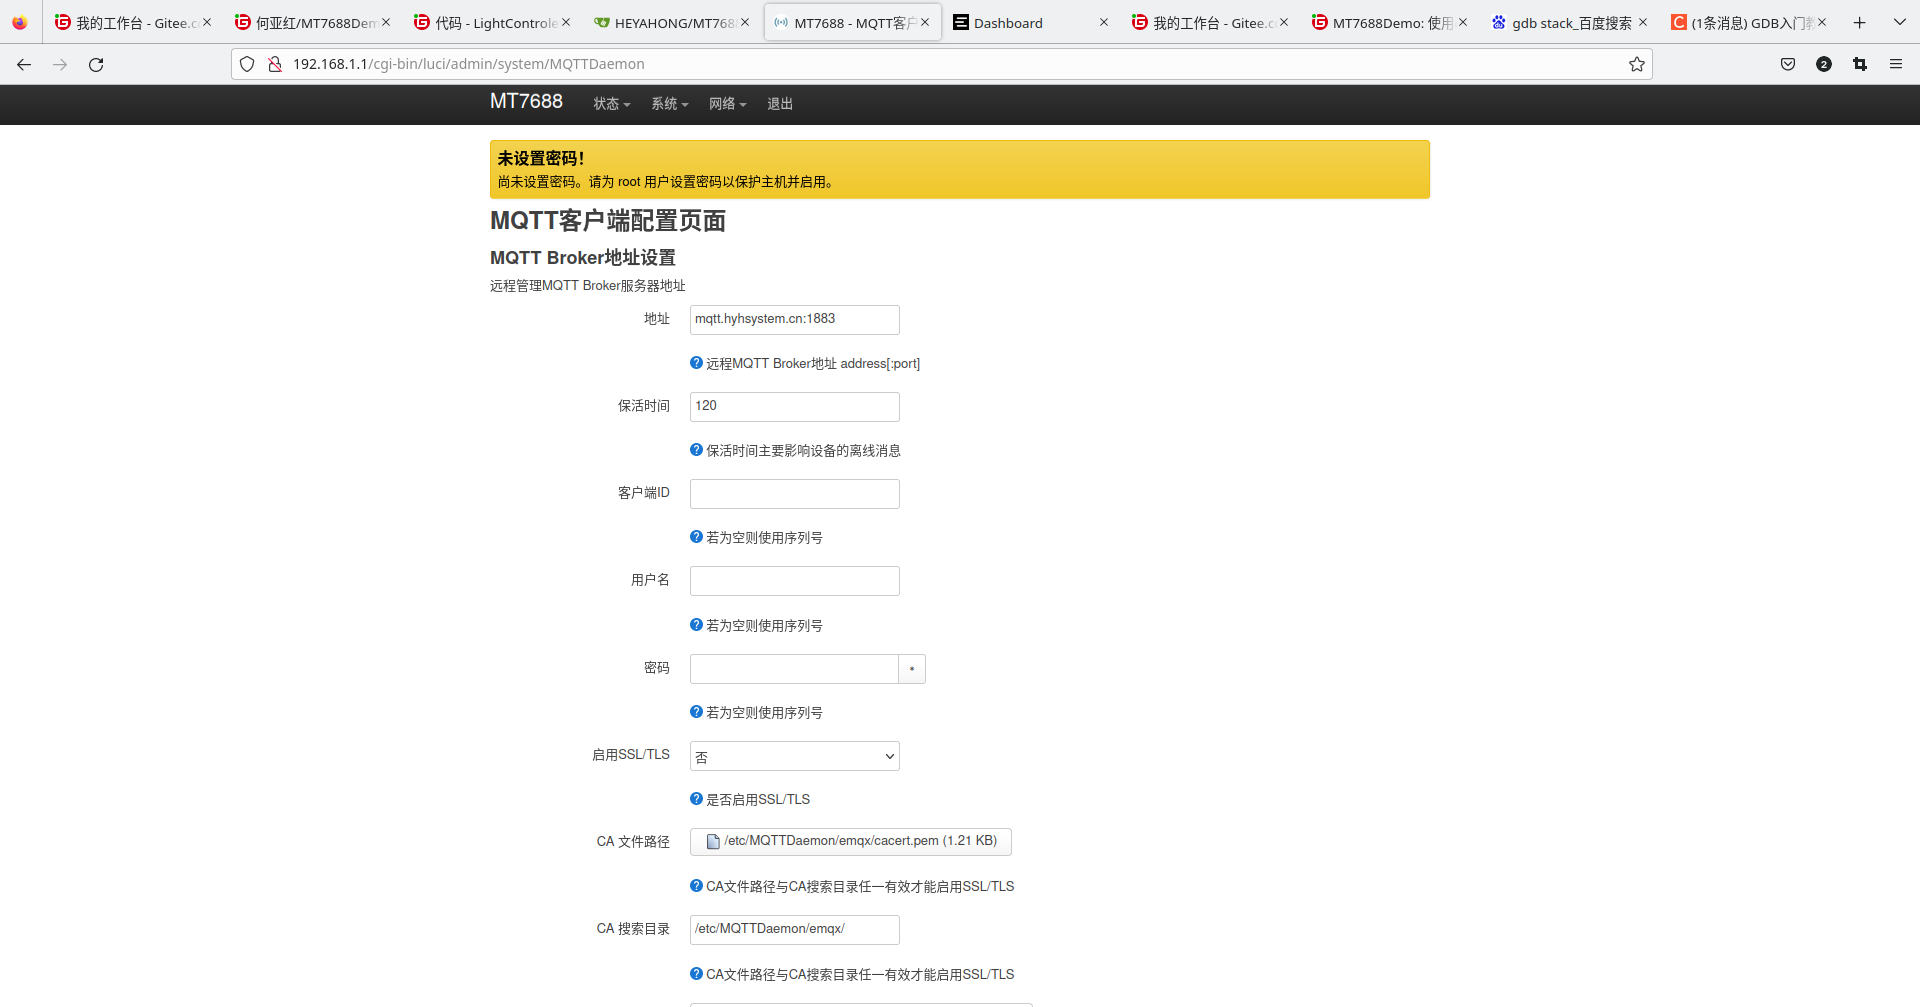 我的工作台 - Gitee.c
何亚红/MT7688Dem
代码 - LightControle
HEYAHONG/MT768
MT7688 - MQTT客户
Dashboard
我的工作台 - Gitee.c
MT7688Demo: 使用
gdb stack_百度搜索
(1条消息) GDB入门教
192.168.1.1/cgi-bin/luci/admin/system/MQTTDaemon
2
MT7688 状态 系统 网络 退出
未设置密码！
尚未设置密码。请为 root 用户设置密码以保护主机并启用。
MQTT客户端配置页面
MQTT Broker地址设置
远程管理MQTT Broker服务器地址
地址 mqtt.hyhsystem.cn:1883
远程MQTT Broker地址 address[:port]
保活时间 120
保活时间主要影响设备的离线消息
客户端ID
若为空则使用序列号
用户名
若为空则使用序列号
密码 *
若为空则使用序列号
启用SSL/TLS 否
是否启用SSL/TLS
CA 文件路径 /etc/MQTTDaemon/emqx/cacert.pem (1.21 KB)
CA文件路径与CA搜索目录任一有效才能启用SSL/TLS
CA 搜索目录 /etc/MQTTDaemon/emqx/
CA文件路径与CA搜索目录任一有效才能启用SSL/TLS